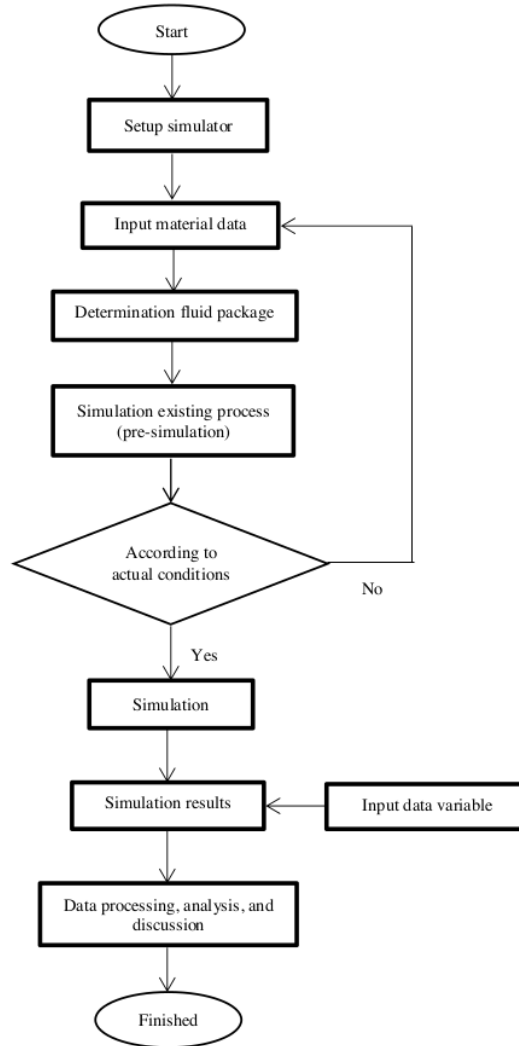 Start
Setup simulator
Input material data
Determination fluid package
Simulation existing process
(pre-simulation)
According to
actual conditions
No
Yes
Simulation
Simulation results
Input data variable
Data processing, analysis, and
discussion
Finished